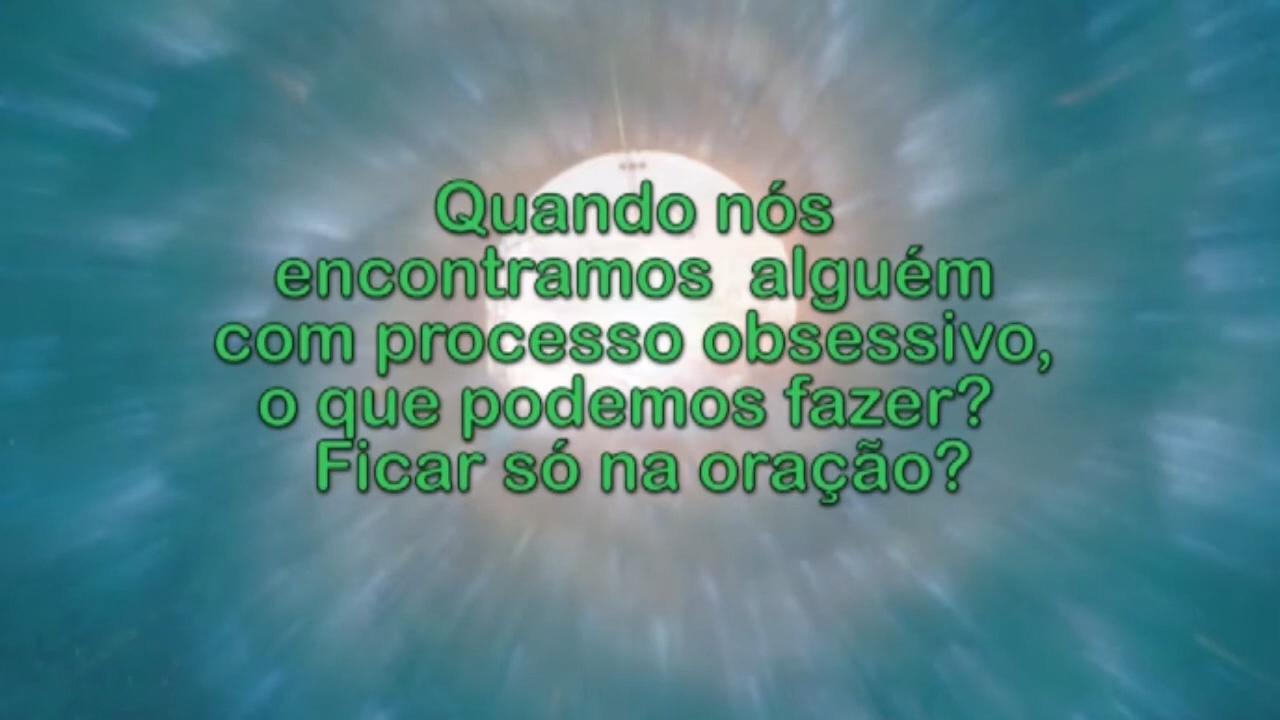 Quando nós
encontramos alguém
com processo obsessivo,
o que podemos fazer?
Ficar só na oração?